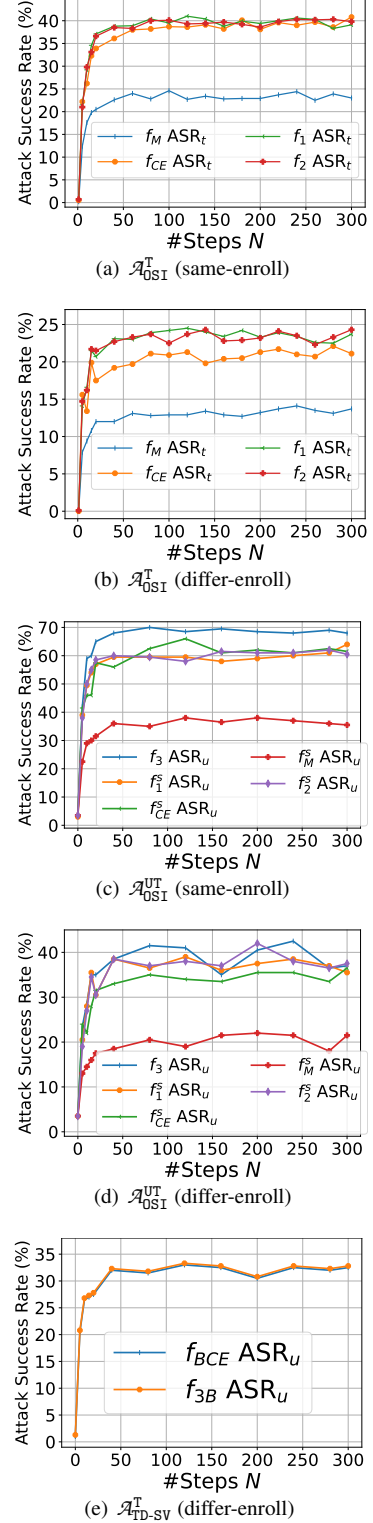 Attack Success Rate (%)
40
35
30
25
20
15
10
5
0
f_M ASR_t
f_1 ASR_t
f_CE ASR_t
f_2 ASR_t
0 50 100 150 200 250 300
#Steps N
(a) 𝒜^T_OSI (same-enroll)
Attack Success Rate (%)
25
20
15
10
5
0
f_M ASR_t
f_1 ASR_t
f_CE ASR_t
f_2 ASR_t
0 50 100 150 200 250 300
#Steps N
(b) 𝒜^T_OSI (differ-enroll)
Attack Success Rate (%)
70
60
50
40
30
20
10
0
f_3 ASR_u
f^s_M ASR_u
f^s_1 ASR_u
f^s_2 ASR_u
f^s_CE ASR_u
0 50 100 150 200 250 300
#Steps N
(c) 𝒜^UT_OSI (same-enroll)
Attack Success Rate (%)
40
30
20
10
0
f_3 ASR_u
f^s_M ASR_u
f^s_1 ASR_u
f^s_2 ASR_u
f^s_CE ASR_u
0 50 100 150 200 250 300
#Steps N
(d) 𝒜^UT_OSI (differ-enroll)
Attack Success Rate (%)
35
30
25
20
15
10
5
0
f_BCE ASR_u
f_3B ASR_u
0 50 100 150 200 250 300
#Steps N
(e) 𝒜^T_TD-SV (differ-enroll)